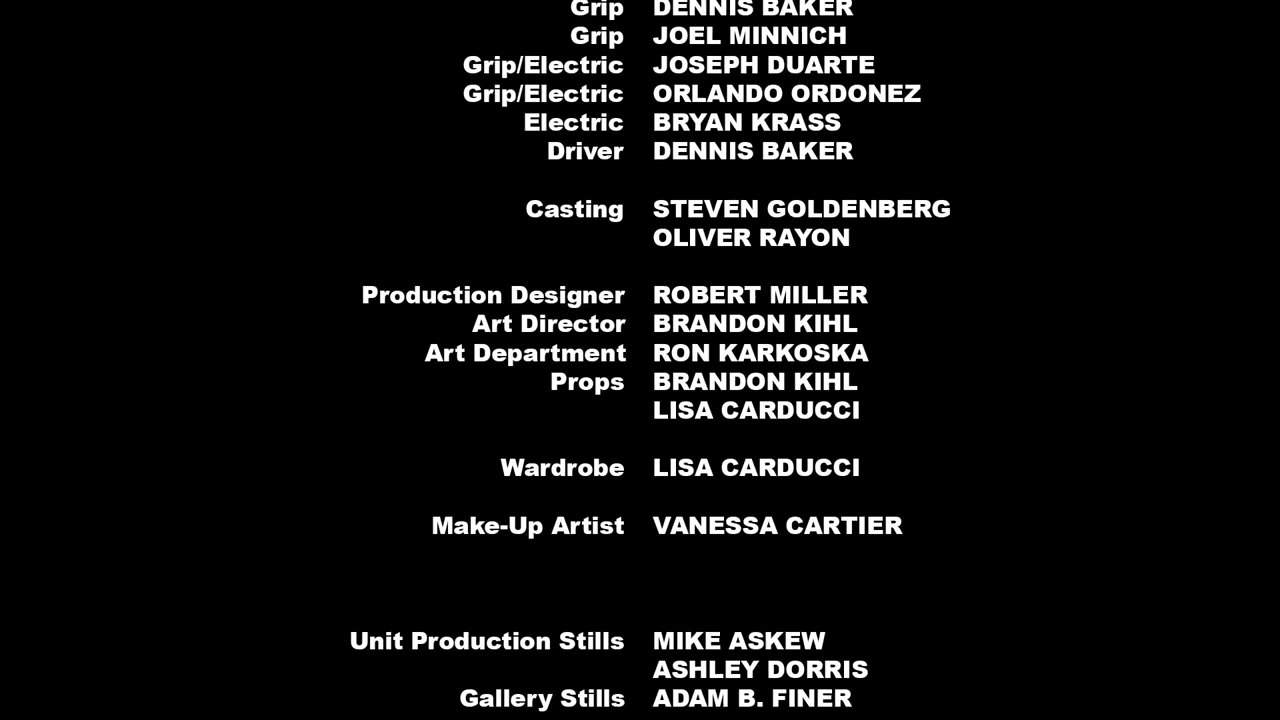 Grip DENNIS BAKER
Grip JOEL MINNICH
Grip/Electric JOSEPH DUARTE
Grip/Electric ORLANDO ORDONEZ
Electric BRYAN KRASS
Driver DENNIS BAKER
Casting STEVEN GOLDENBERG
OLIVER RAYON
Production Designer ROBERT MILLER
Art Director BRANDON KIHL
Art Department RON KARKOSKA
Props BRANDON KIHL
LISA CARDUCCI
Wardrobe LISA CARDUCCI
Make-Up Artist VANESSA CARTIER
Unit Production Stills MIKE ASKEW
ASHLEY DORRIS
Gallery Stills ADAM B. FINER